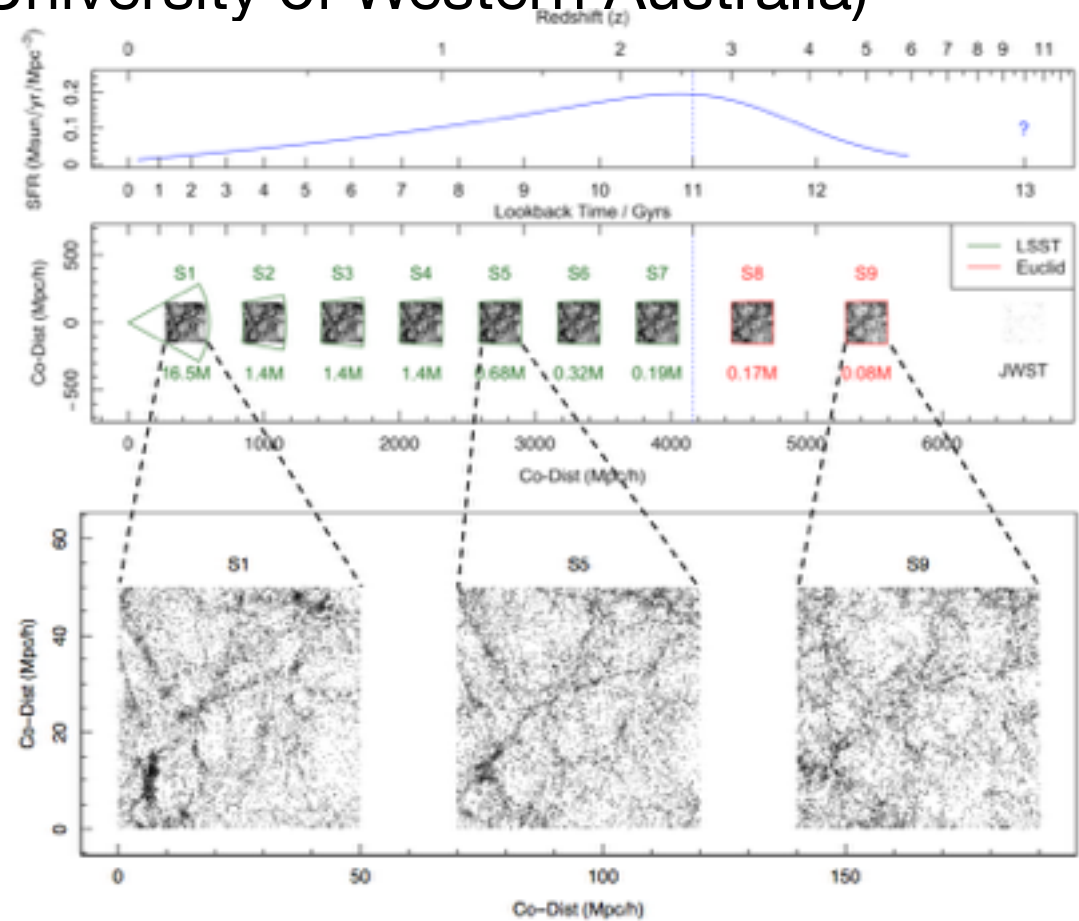 University of Western Australia)
Redshift (z)
0 1 2 3 4 5 6 7 8 9 11
SFR (Msun/yr/Mpc⁻³)
0.2
0.1
0
?
0 1 2 3 4 5 6 7 8 9 10 11 12 13
Lookback Time / Gyrs
Co-Dist (Mpc/h)
500
0
-500
S1 S2 S3 S4 S5 S6 S7 S8 S9
LSST
Euclid
16.5M 1.4M 1.4M 1.4M 0.68M 0.32M 0.19M 0.17M 0.08M JWST
0 1000 2000 3000 4000 5000 6000
Co-Dist (Mpc/h)
Co-Dist (Mpc/h)
60
40
20
0
S1 S5 S9
0 50 100 150
Co-Dist (Mpc/h)